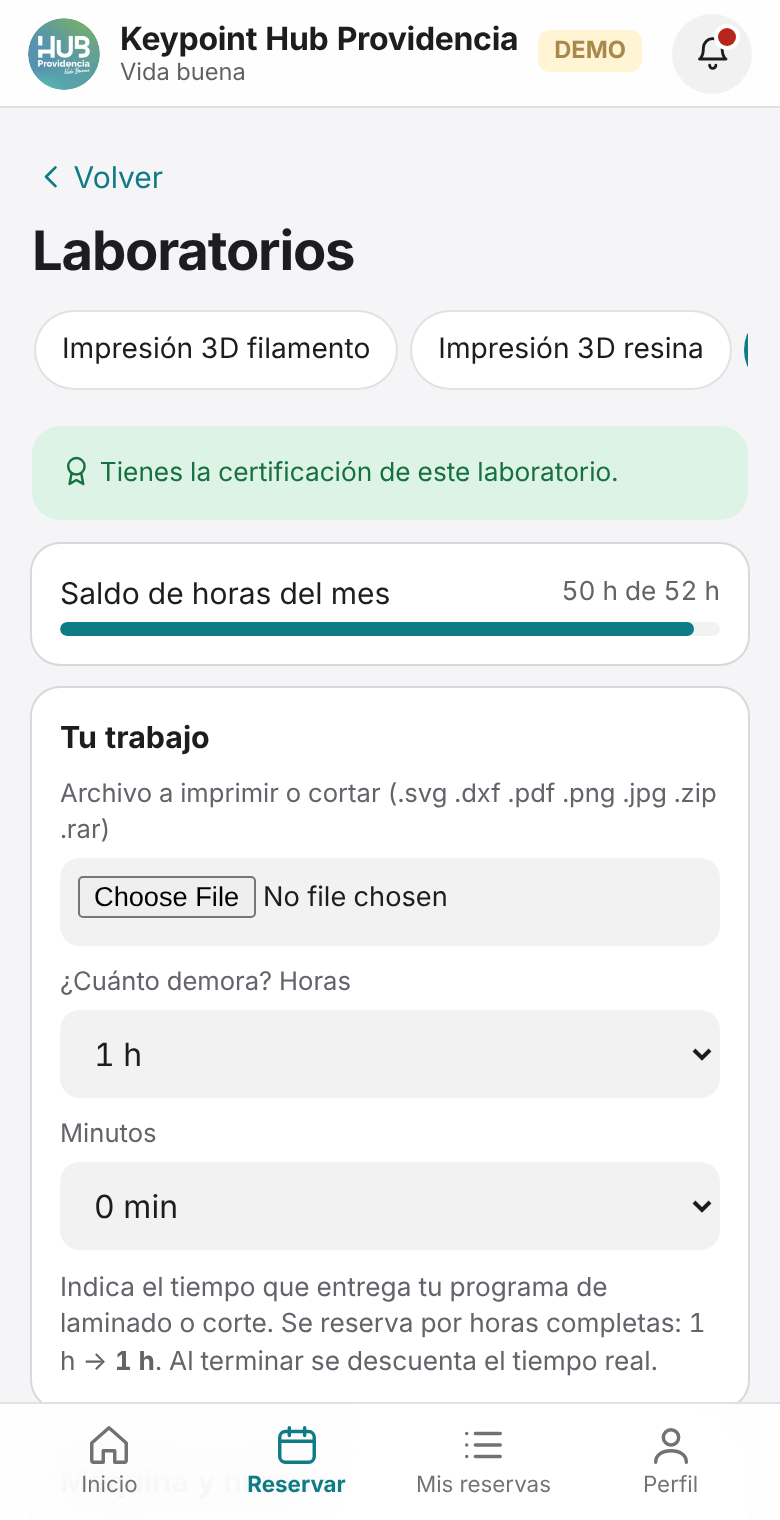 HUB
Providencia
Vida Buena
Keypoint Hub Providencia
Vida buena
DEMO
Volver
Laboratorios
Impresión 3D filamento
Impresión 3D resina
Tienes la certificación de este laboratorio.
Saldo de horas del mes
50 h de 52 h
Tu trabajo
Archivo a imprimir o cortar (.svg .dxf .pdf .png .jpg .zip
.rar)
Choose File No file chosen
¿Cuánto demora? Horas
1 h
Minutos
0 min
Indica el tiempo que entrega tu programa de
laminado o corte. Se reserva por horas completas: 1
h → 1 h. Al terminar se descuenta el tiempo real.
Inicio
Reservar
Mis reservas
Perfil